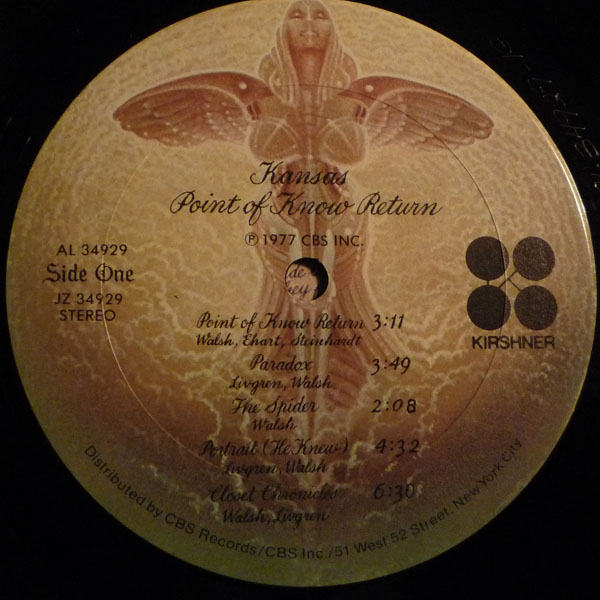 Kansas
Point of Know Return
℗ 1977 CBS INC.
AL 34929
Side One
JZ 34929
STEREO
KIRSHNER
Point of Know Return 3:11
Walsh, Ehart, Steinhardt
Paradox 3:49
Livgren, Walsh
The Spider 2:08
Walsh
Portrait (He Knew) 4:32
Livgren, Walsh
Closet Chronicles 6:30
Walsh, Livgren
Distributed by CBS Records/CBS Inc./51 West 52 Street, New York City